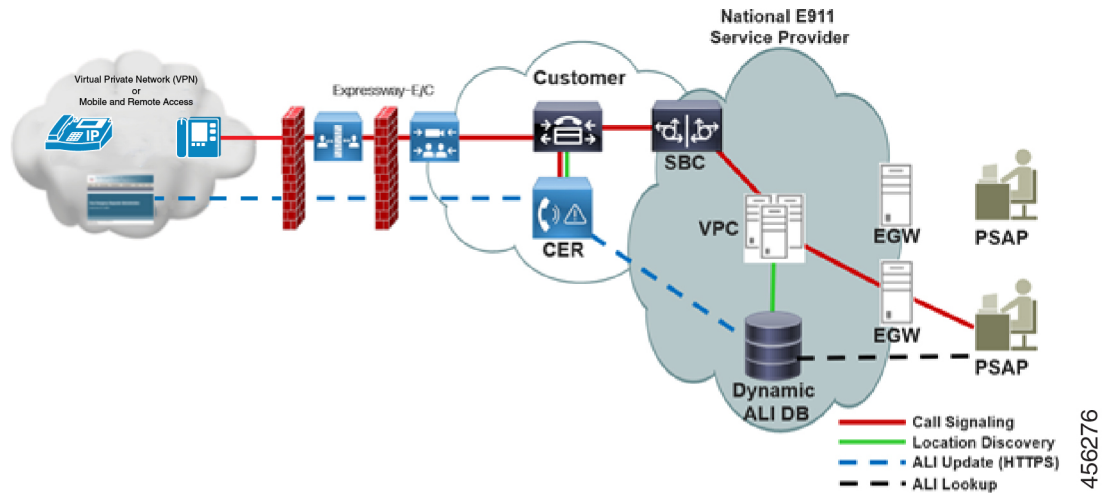 National E911
Service Provider
Virtual Private Network (VPN)
or
Mobile and Remote Access
Expressway-E/C
Customer
IP
SBC
CER
VPC
EGW
PSAP
EGW
PSAP
Dynamic
ALI DB
Call Signaling
Location Discovery
ALI Update (HTTPS)
ALI Lookup
456276